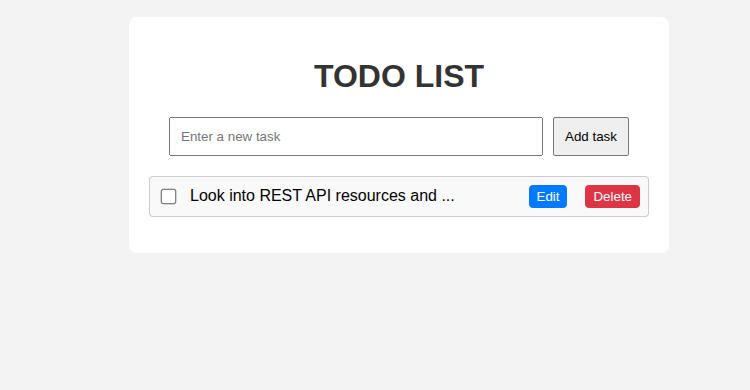 TODO LIST
Enter a new task
Add task
Look into REST API resources and ...
Edit
Delete